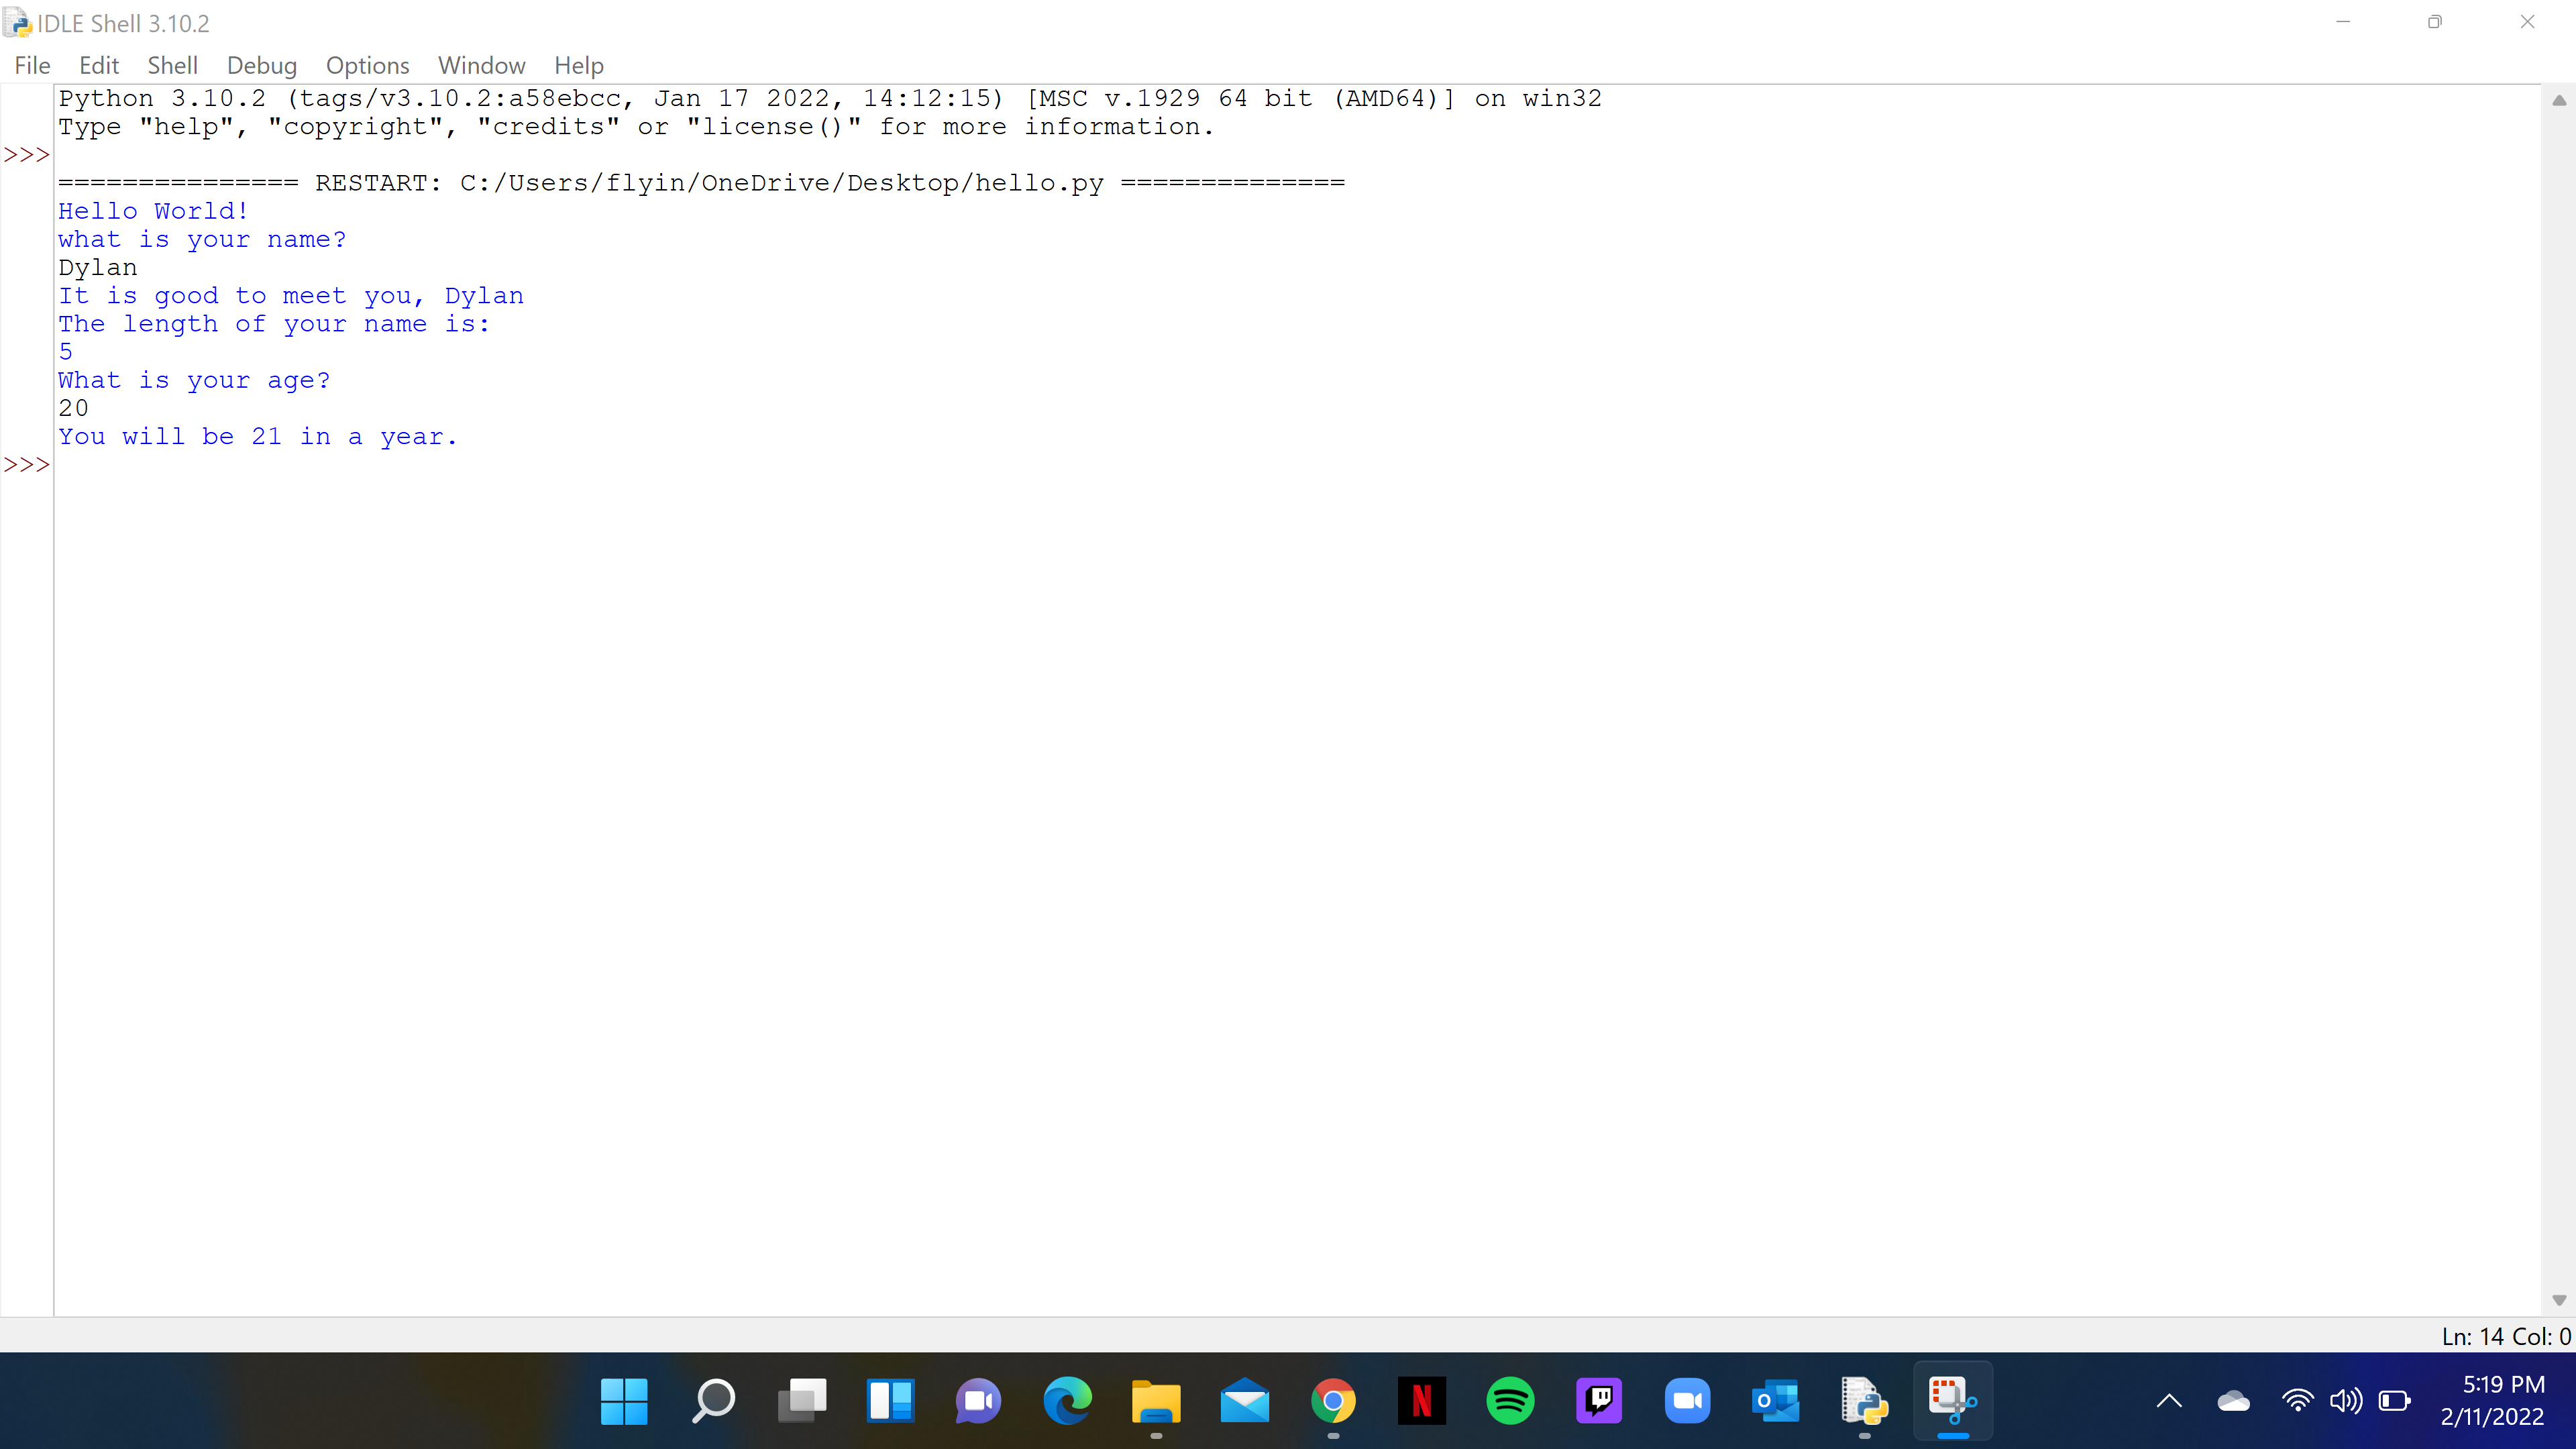 IDLE Shell 3.10.2
File Edit Shell Debug Options Window Help
Python 3.10.2 (tags/v3.10.2:a58ebcc, Jan 17 2022, 14:12:15) [MSC v.1929 64 bit (AMD64)] on win32
Type "help", "copyright", "credits" or "license()" for more information.
>>>
=============== RESTART: C:/Users/flyin/OneDrive/Desktop/hello.py ==============
Hello World!
what is your name?
Dylan
It is good to meet you, Dylan
The length of your name is:
5
What is your age?
20
You will be 21 in a year.
>>>
Ln: 14 Col: 0
5:19 PM
2/11/2022